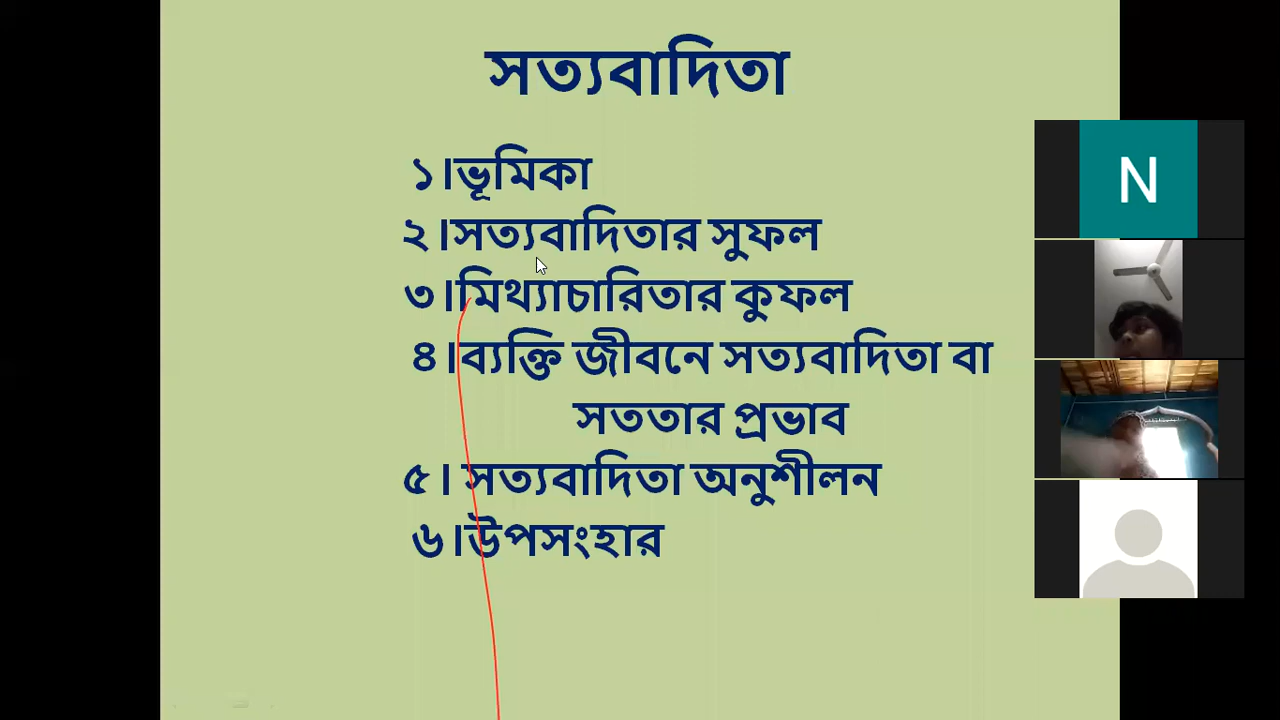 সত্যবাদিতা
১।ভূমিকা
২।সত্যবাদিতার সুফল
৩।মিথ্যাচারিতার কুফল
৪।ব্যক্তি জীবনে সত্যবাদিতা বা
সততার প্রভাব
৫। সত্যবাদিতা অনুশীলন
৬।উপসংহার
N